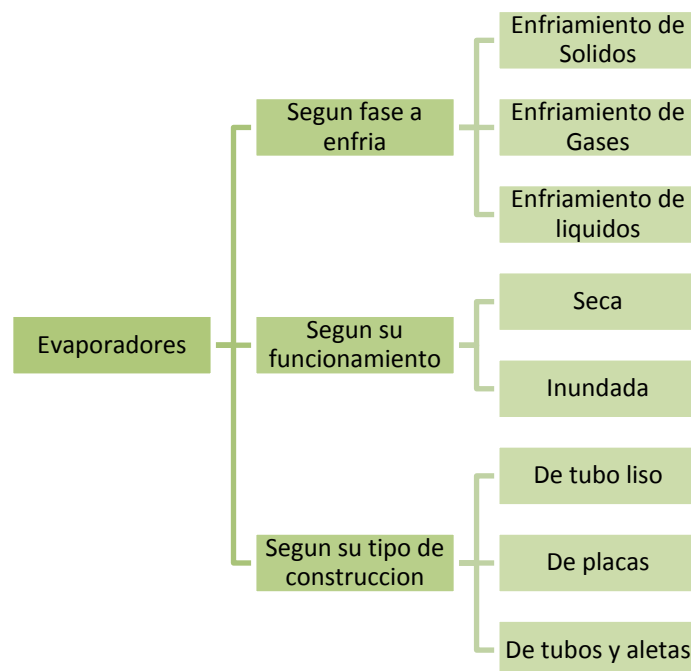 Evaporadores
Segun fase a
enfria
Enfriamiento de
Solidos
Enfriamiento de
Gases
Enfriamiento de
liquidos
Segun su
funcionamiento
Seca
Inundada
Segun su tipo de
construccion
De tubo liso
De placas
De tubos y aletas